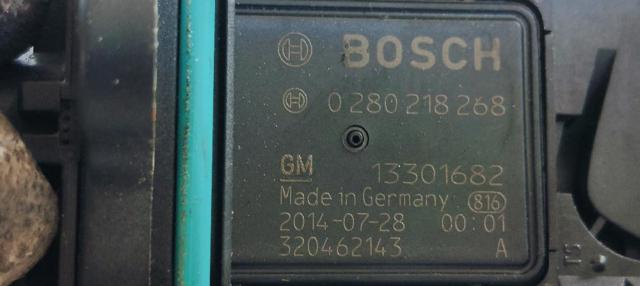 BOSCH
0 280 218 268
GM 13301682
Made in Germany 816
2014-07-28 00:01
320462143 A